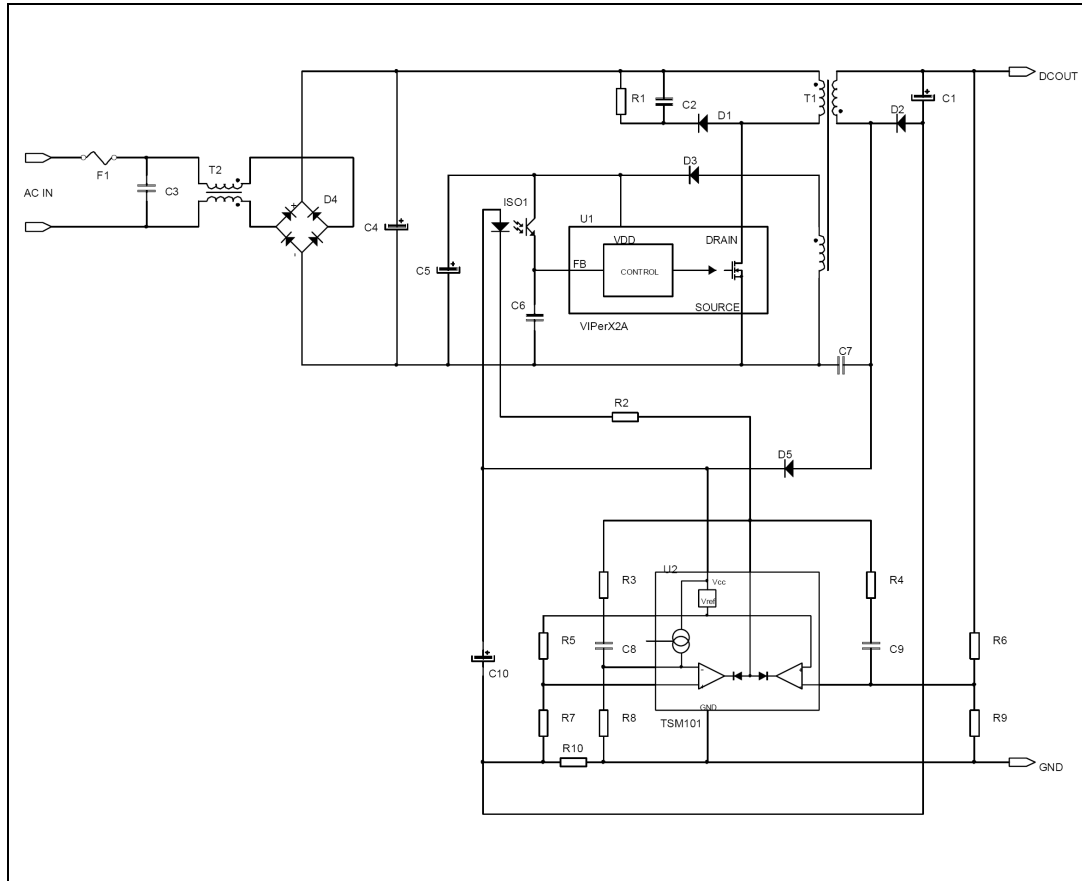 DCOUT
R1
C2
D1
T1
D2
C1
AC IN
F1
C3
T2
D4
+
-
C4
+
C5
+
ISO1
D3
U1
VDD
DRAIN
FB
CONTROL
SOURCE
C6
VIPerX2A
C7
R2
D5
U2
Vcc
Vref
R3
R4
R5
C8
C9
R6
+
C10
-
+
+
-
R7
R8
GND
TSM101
R9
R10
GND